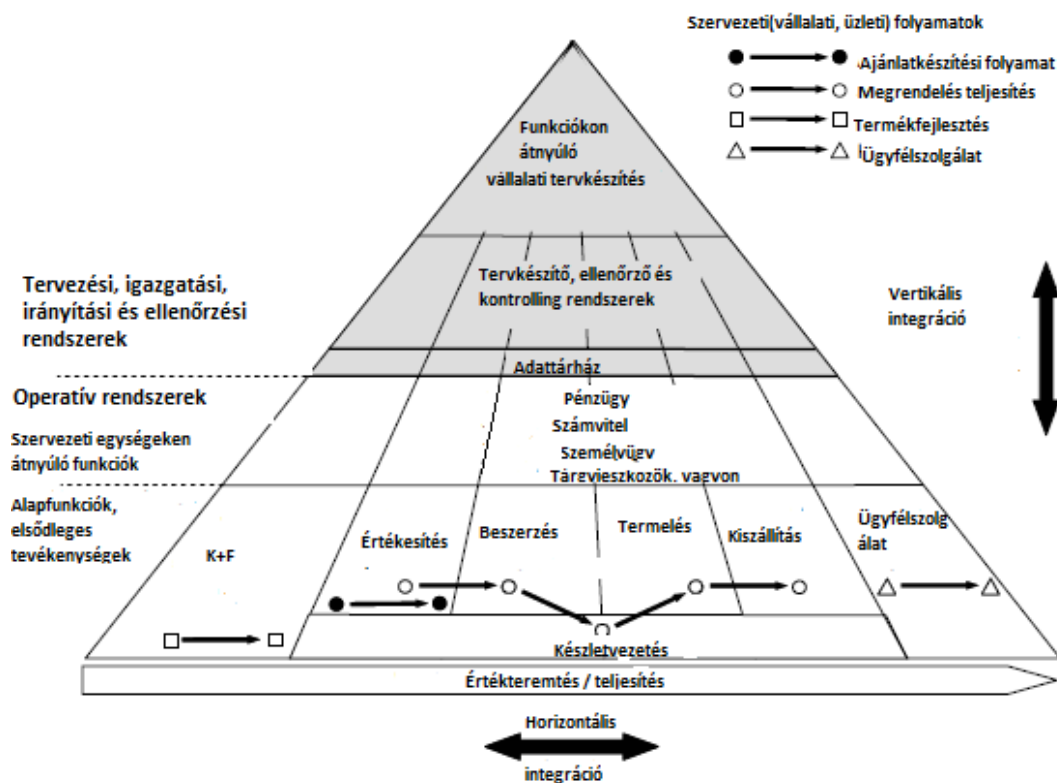 Szervezeti(vállalati, üzleti) folyamatok
Ajánlatkészítési folyamat
Megrendelés teljesítés
Termékfejlesztés
Ügyfélszolgálat
Funkciókon
átnyúló
vállalati tervkészítés
Tervkészítő, ellenőrző és
kontrolling rendszerek
Tervezési, igazgatási,
irányítási és ellenőrzési
rendszerek
Vertikális
integráció
Adattárház
Operatív rendszerek
Pénzügy
Számvitel
Személyügy
Tárgyieszközök, vagyon
Szervezeti egységeken
átnyúló funkciók
Alapfunkciók,
elsődleges
tevékenységek
K+F
Értékesítés
Beszerzés
Termelés
Kiszállítás
Ügyfélszolg
álat
Készletvezetés
Értékteremtés / teljesítés
Horizontális
integráció